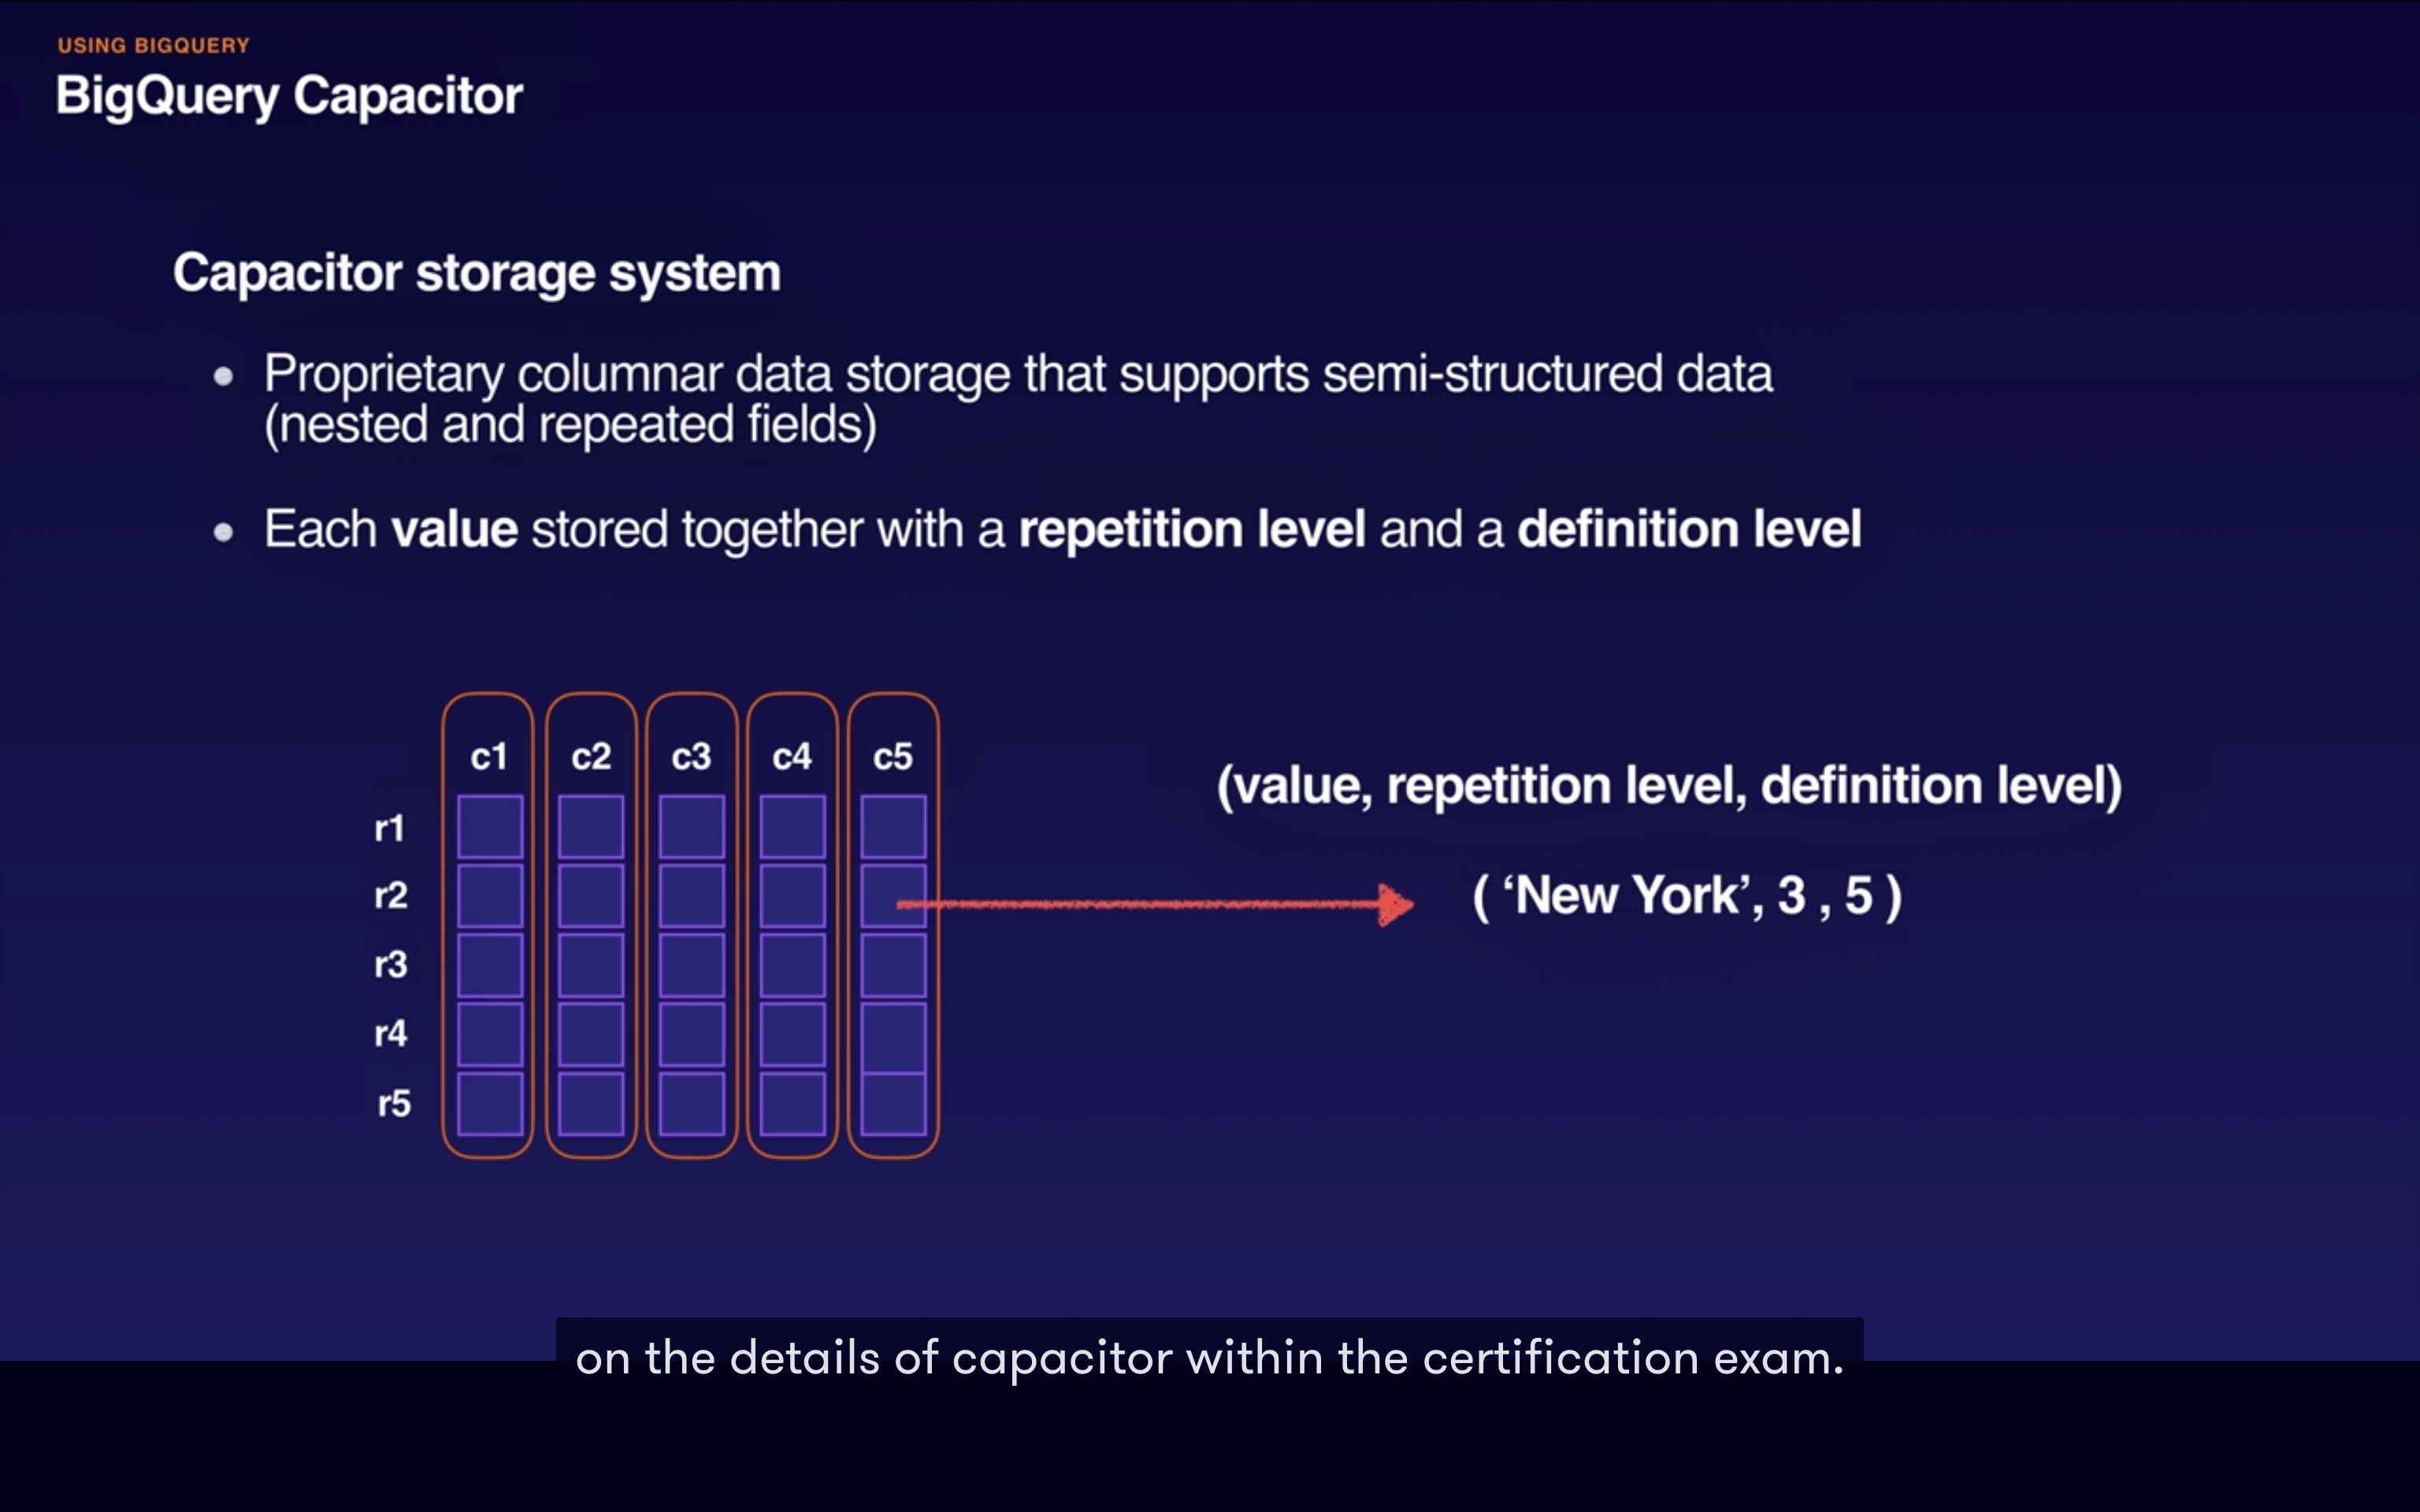 USING BIGQUERY
BigQuery Capacitor
Capacitor storage system
• Proprietary columnar data storage that supports semi-structured data
(nested and repeated fields)
• Each value stored together with a repetition level and a definition level
c1 c2 c3 c4 c5
r1
r2
r3
r4
r5
(value, repetition level, definition level)
( ‘New York’, 3 , 5 )
on the details of capacitor within the certification exam.